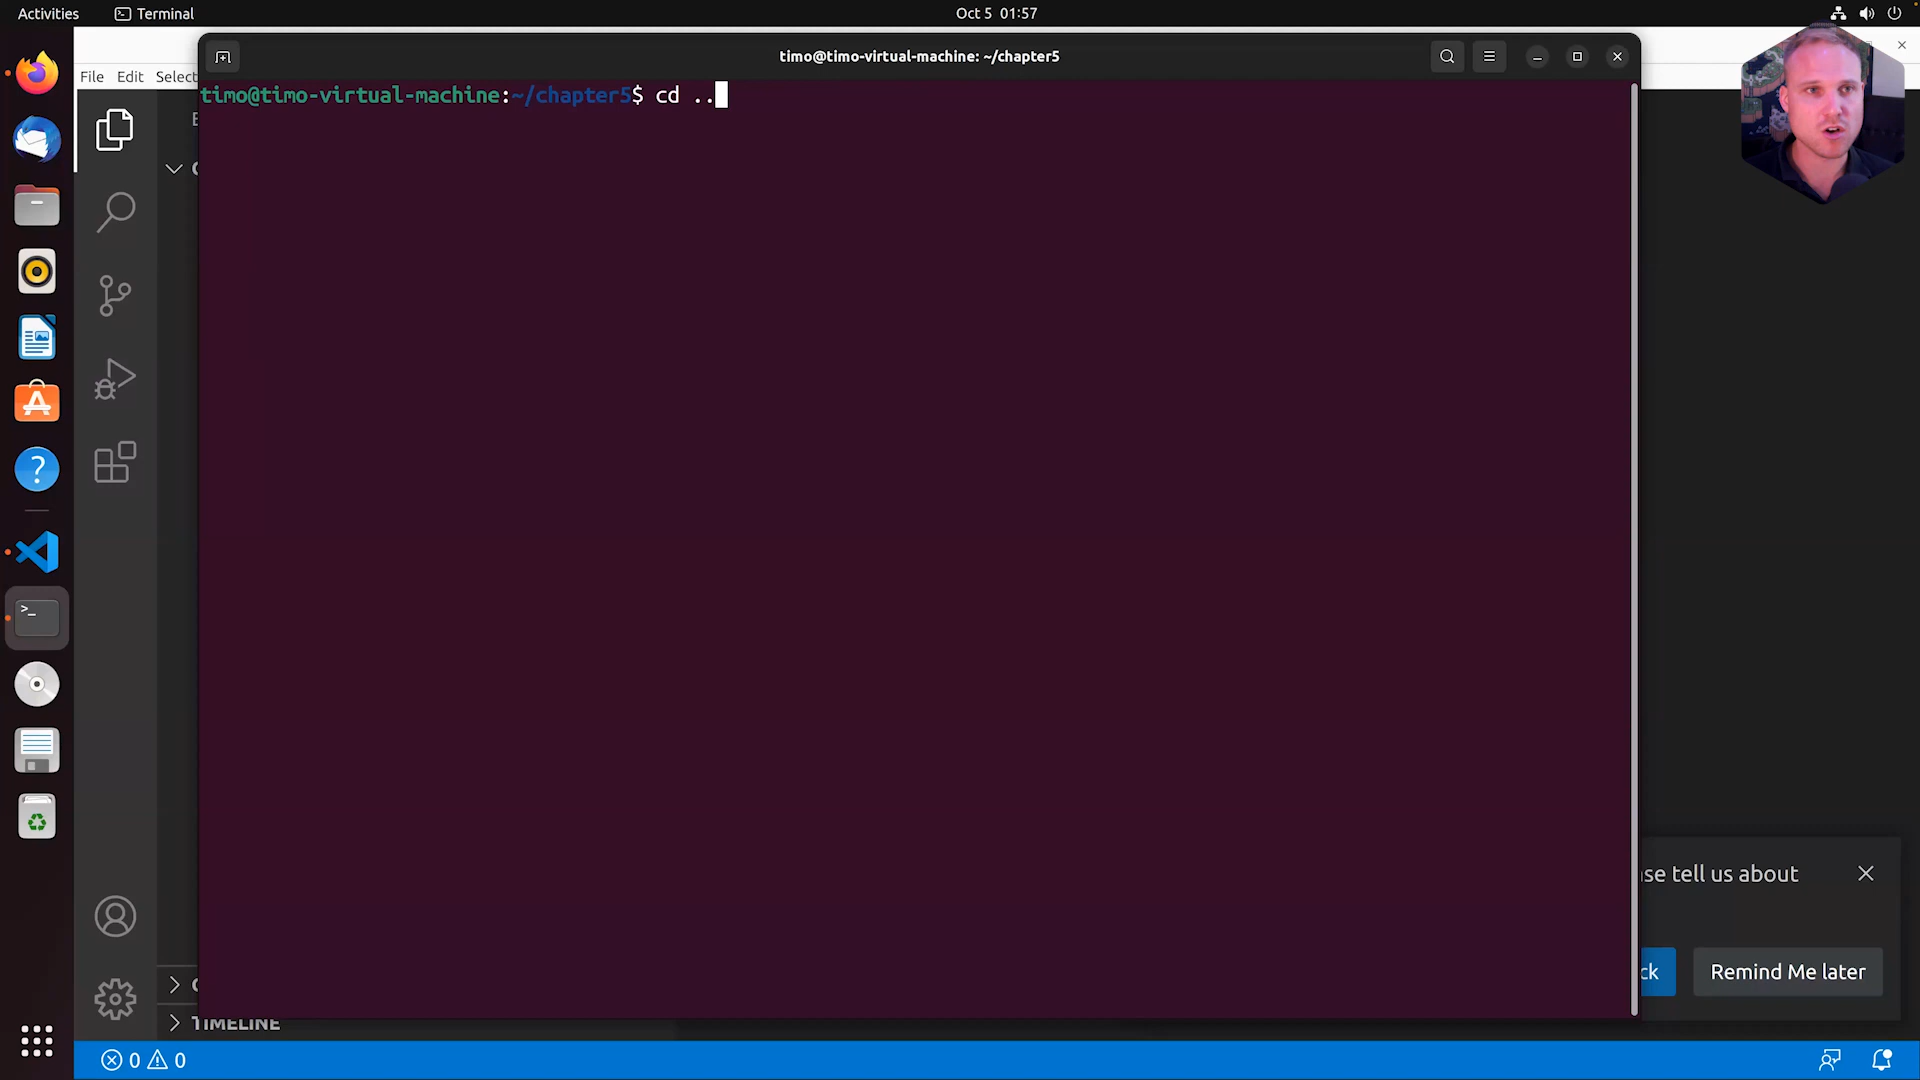 Activities
Terminal
Oct 5 01:57
timo@timo-virtual-machine: ~/chapter5
File Edit Select
timo@timo-virtual-machine:~/chapter5$ cd ..
se tell us about
ck
Remind Me later
TIMELINE
0 0